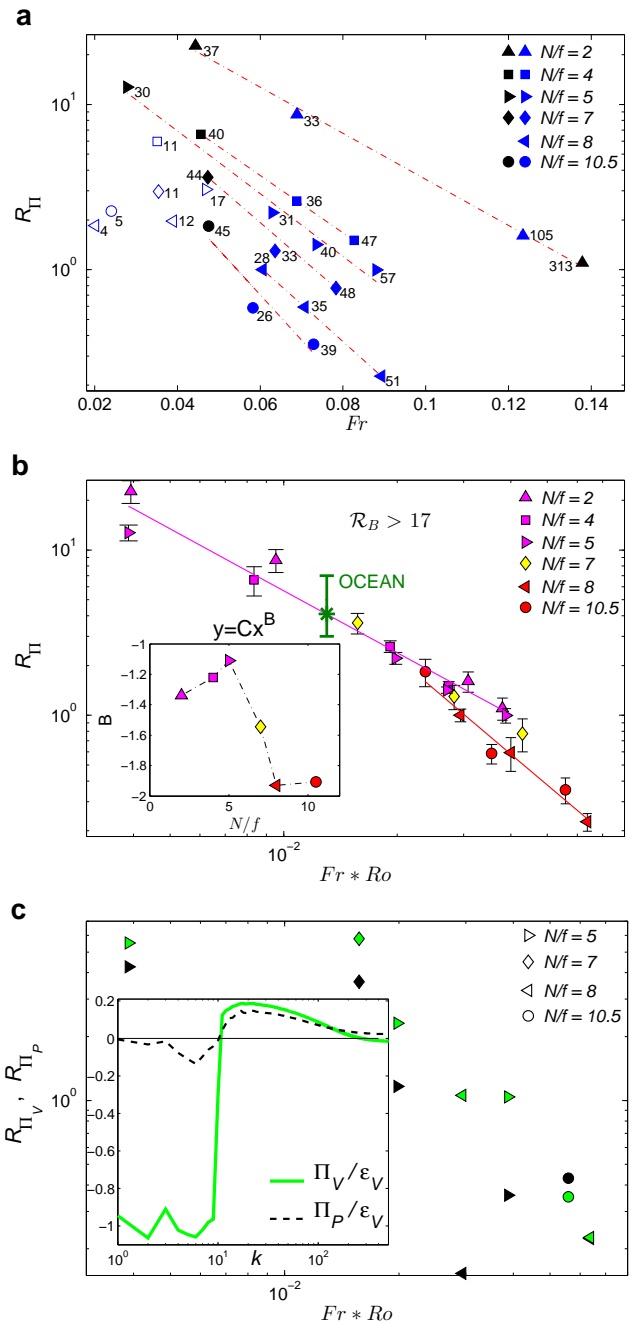 a
R_Π
10^1
10^0
N/f = 2
N/f = 4
N/f = 5
N/f = 7
N/f = 8
N/f = 10.5
37
30
33
11
40
44
11
17
36
4
5
12
45
31
47
28
33
40
57
105
313
26
35
48
39
51
0.02 0.04 0.06 0.08 0.1 0.12 0.14
Fr
b
R_Π
10^1
10^0
R_B > 17
N/f = 2
N/f = 4
N/f = 5
N/f = 7
N/f = 8
N/f = 10.5
OCEAN
y=Cx^B
B
−1
−1.2
−1.4
−1.6
−1.8
−2
0 5 10
N/f
10^−2
Fr ∗ Ro
c
R_Π_V , R_Π_P
10^0
N/f = 5
N/f = 7
N/f = 8
N/f = 10.5
0.2
0
−0.2
−0.4
−0.6
−0.8
−1
Π_V/ε_V
Π_P/ε_V
10^0 10^1 10^2
k
10^−2
Fr ∗ Ro